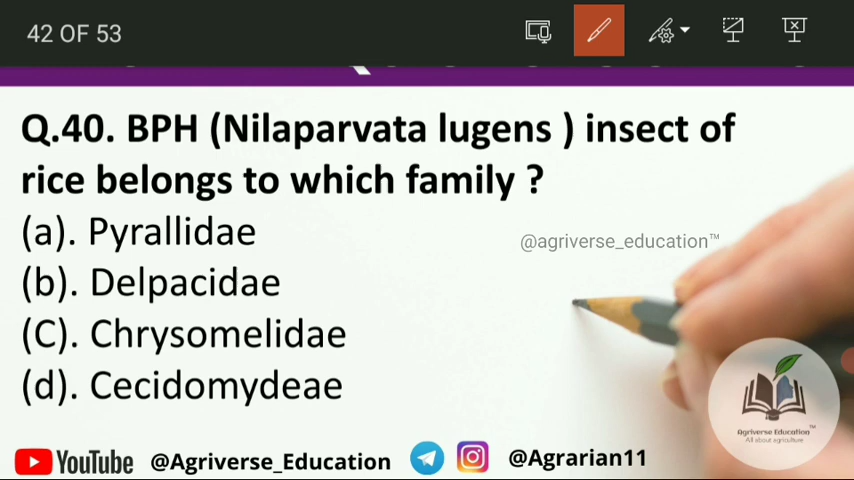 42 OF 53
Q.40. BPH (Nilaparvata lugens ) insect of
rice belongs to which family ?
(a). Pyrallidae
@agriverse_education™
(b). Delpacidae
(C). Chrysomelidae
(d). Cecidomydeae
Agriverse Education™
All about agriculture
YouTube @Agriverse_Education @Agrarian11